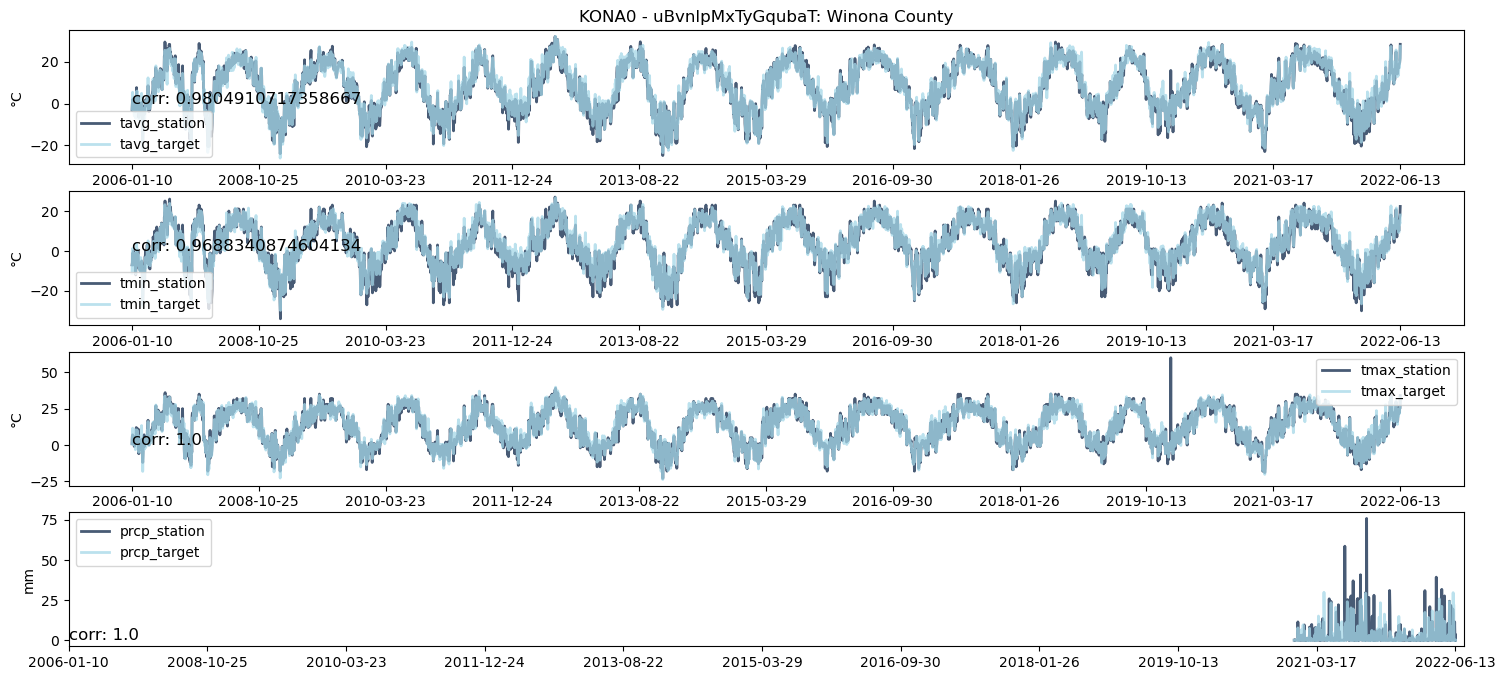 KONA0 - uBvnlpMxTyGqubaT: Winona County
°C
20
0
−20
corr: 0.9804910717358667
tavg_station
tavg_target
2006-01-10 2008-10-25 2010-03-23 2011-12-24 2013-08-22 2015-03-29 2016-09-30 2018-01-26 2019-10-13 2021-03-17 2022-06-13
°C
20
0
−20
corr: 0.9688340874604134
tmin_station
tmin_target
2006-01-10 2008-10-25 2010-03-23 2011-12-24 2013-08-22 2015-03-29 2016-09-30 2018-01-26 2019-10-13 2021-03-17 2022-06-13
°C
50
25
0
−25
tmax_station
tmax_target
corr: 1.0
2006-01-10 2008-10-25 2010-03-23 2011-12-24 2013-08-22 2015-03-29 2016-09-30 2018-01-26 2019-10-13 2021-03-17 2022-06-13
mm
75
50
25
0
prcp_station
prcp_target
corr: 1.0
2006-01-10 2008-10-25 2010-03-23 2011-12-24 2013-08-22 2015-03-29 2016-09-30 2018-01-26 2019-10-13 2021-03-17 2022-06-13